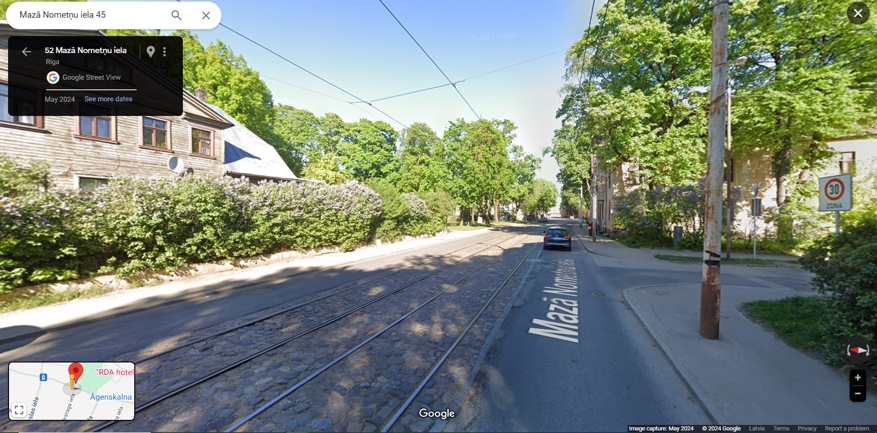 Mazā Nometņu iela 45
52 Mazā Nometņu iela
Riga
Google Street View
May 2024 See more dates
30
ZONA
Mazā Nometņu iela
"RDA hotel
Āgenskalna
Google
+
−
Image capture: May 2024 © 2024 Google Latvia Terms Privacy Report a problem